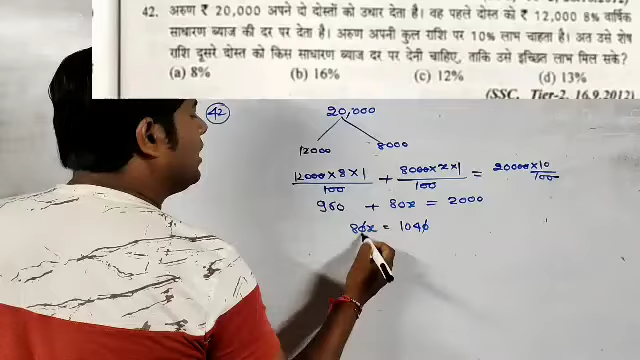 42. अरुण ₹ 20,000 अपने दो दोस्तों को उधार देता है। वह पहले दोस्त को ₹ 12,000 8% वार्षिक
साधारण ब्याज की दर पर देता है। अरुण अपनी कुल राशि पर 10% लाभ चाहता है। अत उसे शेष
राशि दूसरे दोस्त को किस साधारण ब्याज दर पर देनी चाहिए, ताकि उसे इच्छित लाभ मिल सके?
(a) 8% (b) 16% (c) 12% (d) 13%
(SSC, Tier-2, 16.9.2012)
42 20,000
12000 8000
12000×8×1/100 + 8000×x×1/100 = 20000×10/100
960 + 80x = 2000
80x = 1040